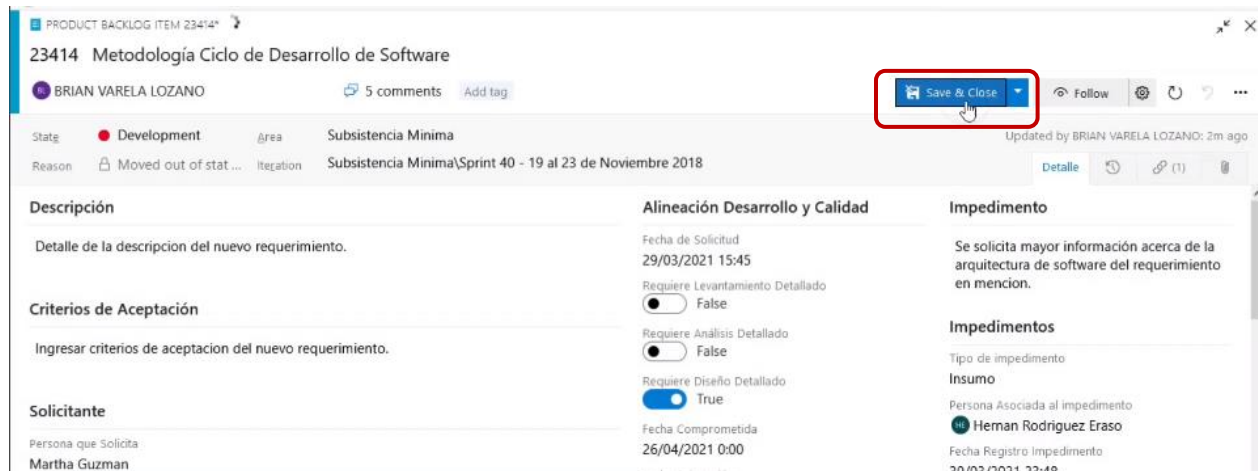 PRODUCT BACKLOG ITEM 23414*
23414 Metodología Ciclo de Desarrollo de Software
BL BRIAN VARELA LOZANO 5 comments Add tag Save & Close Follow
State Development Area Subsistencia Minima Updated by BRIAN VARELA LOZANO: 2m ago
Reason Moved out of stat ... Iteration Subsistencia Minima\Sprint 40 - 19 al 23 de Noviembre 2018
Detalle (1)
Descripción
Detalle de la descripcion del nuevo requerimiento.
Criterios de Aceptación
Ingresar criterios de aceptacion del nuevo requerimiento.
Solicitante
Persona que Solicita
Martha Guzman
Alineación Desarrollo y Calidad
Fecha de Solicitud
29/03/2021 15:45
Requiere Levantamiento Detallado
False
Requiere Análisis Detallado
False
Requiere Diseño Detallado
True
Fecha Comprometida
26/04/2021 0:00
Impedimento
Se solicita mayor información acerca de la
arquitectura de software del requerimiento
en mencion.
Impedimentos
Tipo de impedimento
Insumo
Persona Asociada al impedimento
HE Hernan Rodriguez Eraso
Fecha Registro Impedimento